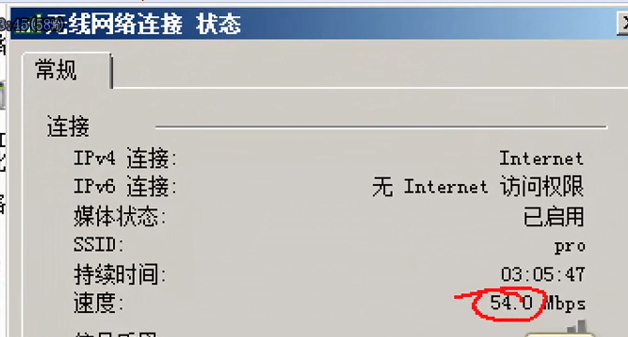 无线网络连接 状态
常规
连接
IPv4 连接: Internet
IPv6 连接: 无 Internet 访问权限
媒体状态: 已启用
SSID: pro
持续时间: 03:05:47
速度: 54.0 Mbps